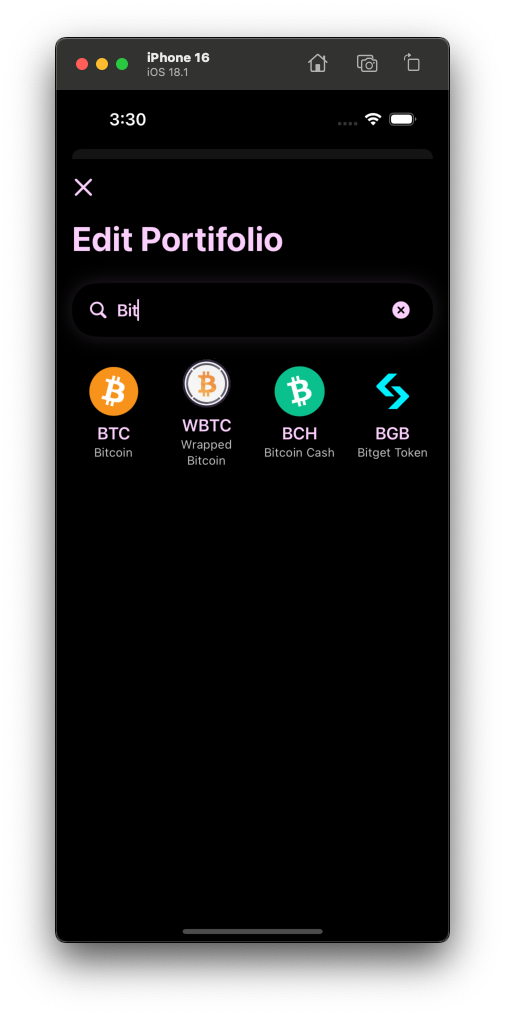 iPhone 16
iOS 18.1
3:30
Edit Portifolio
Bit
BTC
Bitcoin
WBTC
Wrapped
Bitcoin
BCH
Bitcoin Cash
BGB
Bitget Token